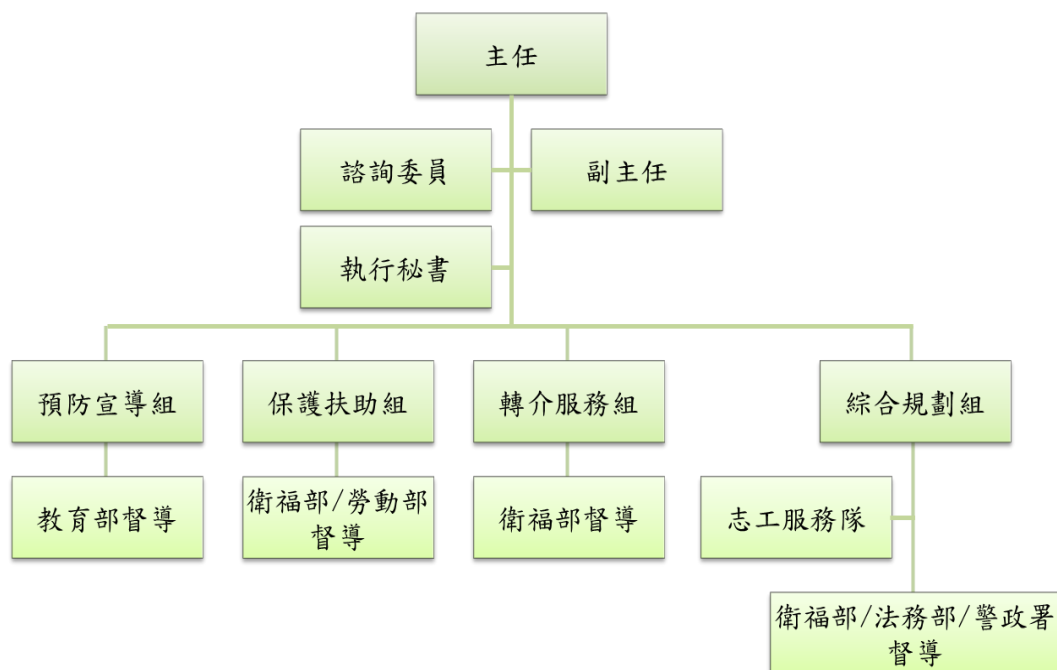 主任
諮詢委員
副主任
執行秘書
預防宣導組
保護扶助組
轉介服務組
綜合規劃組
教育部督導
衛福部/勞動部
督導
衛福部督導
志工服務隊
衛福部/法務部/警政署
督導